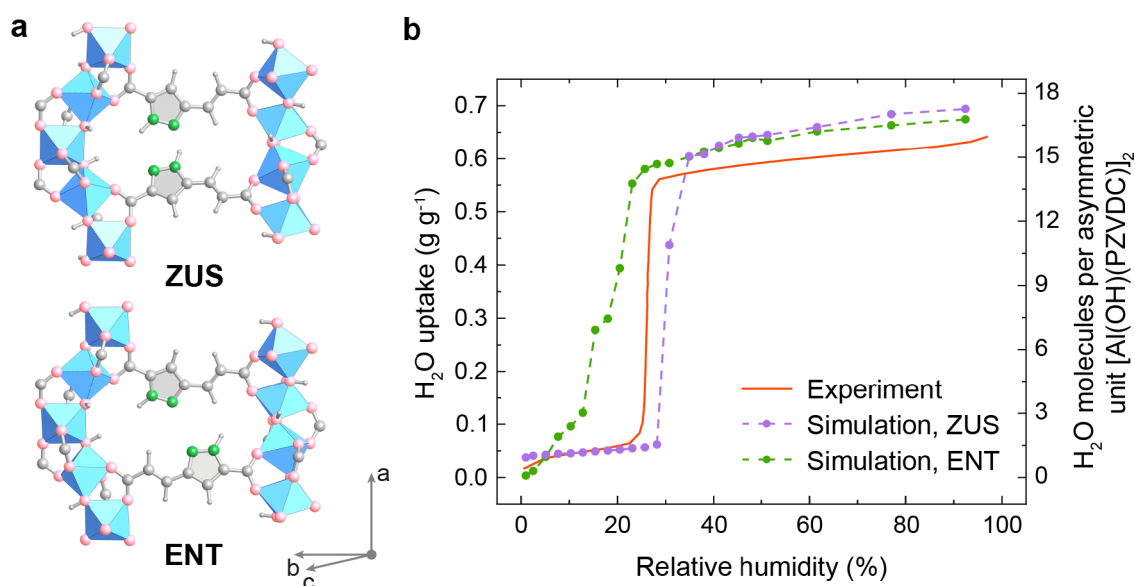 a
ZUS
ENT
a
b
c
b
H₂O uptake (g g⁻¹)
0.7
0.6
0.5
0.4
0.3
0.2
0.1
0.0
18
15
12
9
6
3
0
H₂O molecules per asymmetric
unit [Al(OH)(PZVDC)]₂
Experiment
Simulation, ZUS
Simulation, ENT
0
20
40
60
80
100
Relative humidity (%)